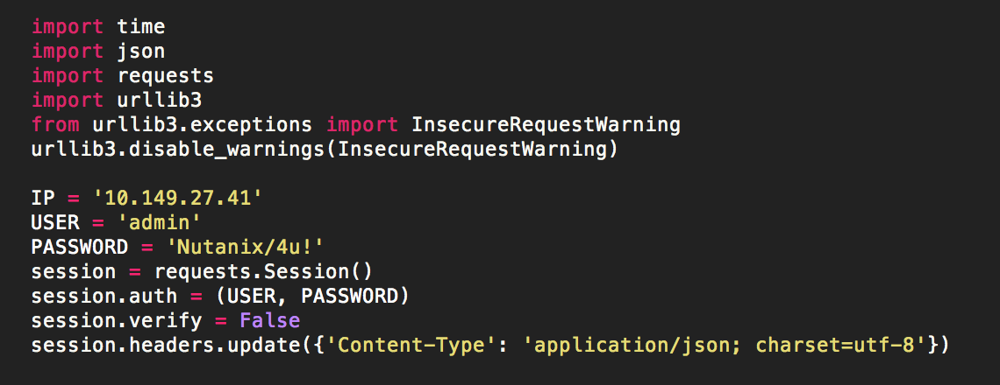 import time
import json
import requests
import urllib3
from urllib3.exceptions import InsecureRequestWarning
urllib3.disable_warnings(InsecureRequestWarning)
IP = '10.149.27.41'
USER = 'admin'
PASSWORD = 'Nutanix/4u!'
session = requests.Session()
session.auth = (USER, PASSWORD)
session.verify = False
session.headers.update({'Content-Type': 'application/json; charset=utf-8'})